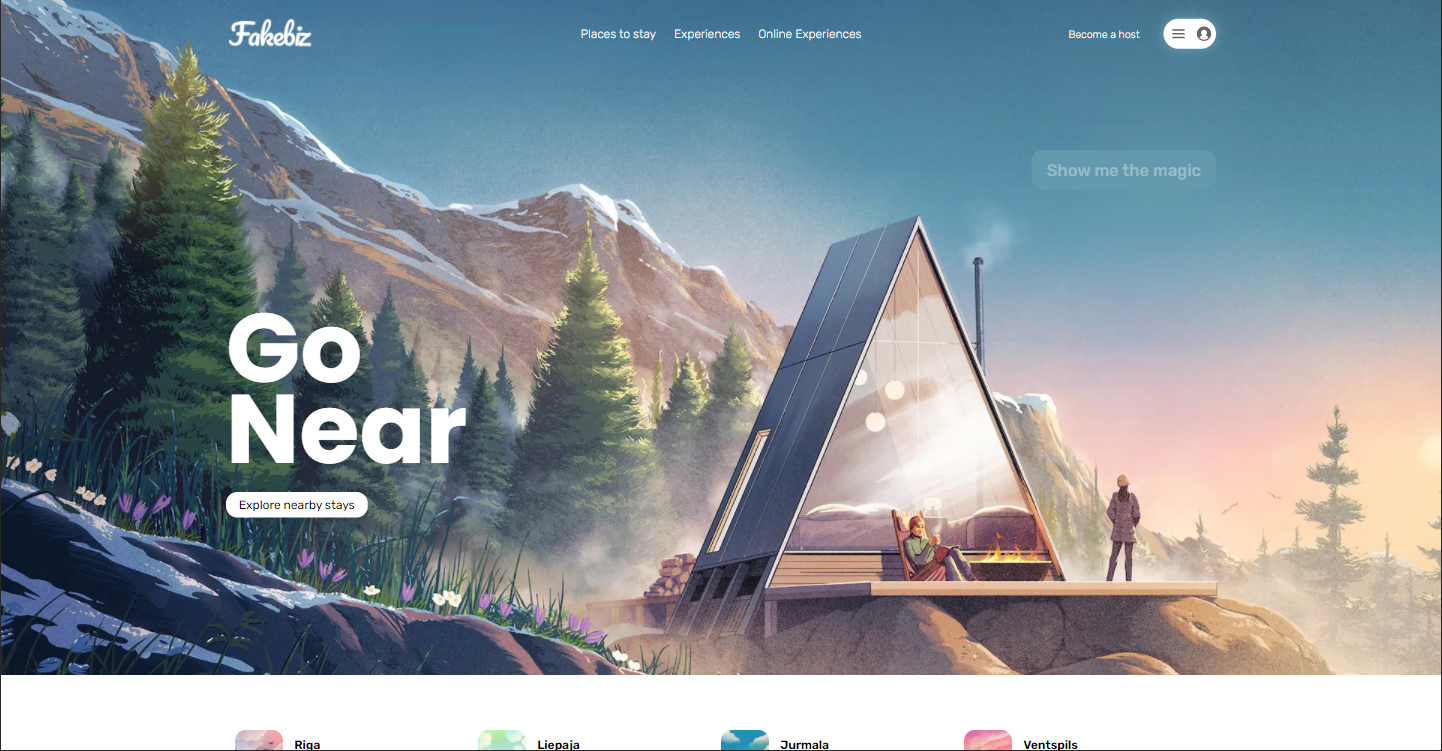 Fakebiz
Places to stay Experiences Online Experiences
Become a host
Show me the magic
Go
Near
Explore nearby stays
Riga
Liepaja
Jurmala
Ventspils